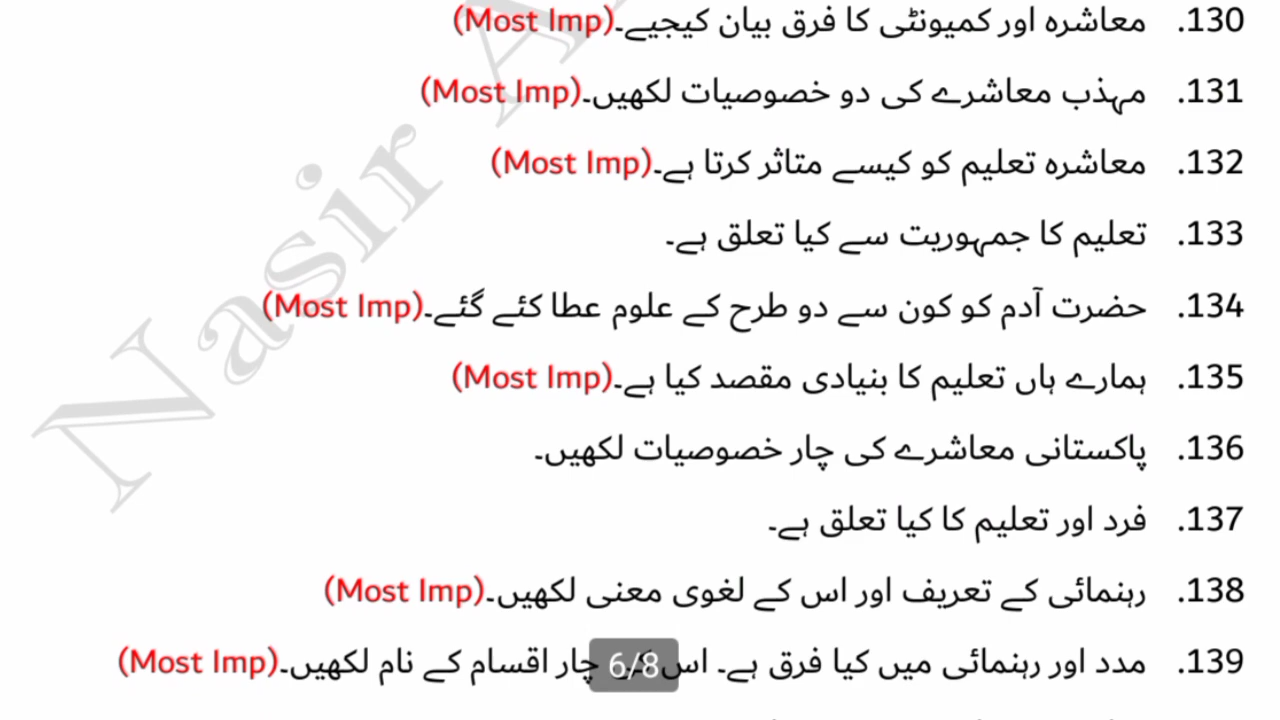 130. معاشرہ اور کمیونٹی کا فرق بیان کیجیے۔(Most Imp)
131. مہذب معاشرے کی دو خصوصیات لکھیں۔(Most Imp)
132. معاشرہ تعلیم کو کیسے متاثر کرتا ہے۔(Most Imp)
133. تعلیم کا جمہوریت سے کیا تعلق ہے۔
134. حضرت آدم کو کون سے دو طرح کے علوم عطا کئے گئے۔(Most Imp)
135. ہمارے ہاں تعلیم کا بنیادی مقصد کیا ہے۔(Most Imp)
136. پاکستانی معاشرے کی چار خصوصیات لکھیں۔
137. فرد اور تعلیم کا کیا تعلق ہے۔
138. رہنمائی کے تعریف اور اس کے لغوی معنی لکھیں۔(Most Imp)
139. مدد اور رہنمائی میں کیا فرق ہے۔ اس چار اقسام کے نام لکھیں۔(Most Imp)
6/8
Nasir